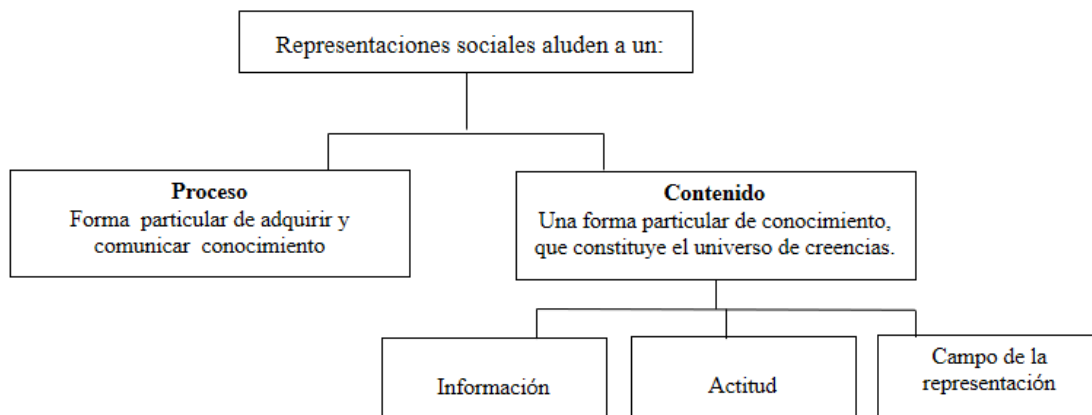 Representaciones sociales aluden a un:
Proceso
Forma particular de adquirir y
comunicar conocimiento
Contenido
Una forma particular de conocimiento,
que constituye el universo de creencias.
Información
Actitud
Campo de la
representación